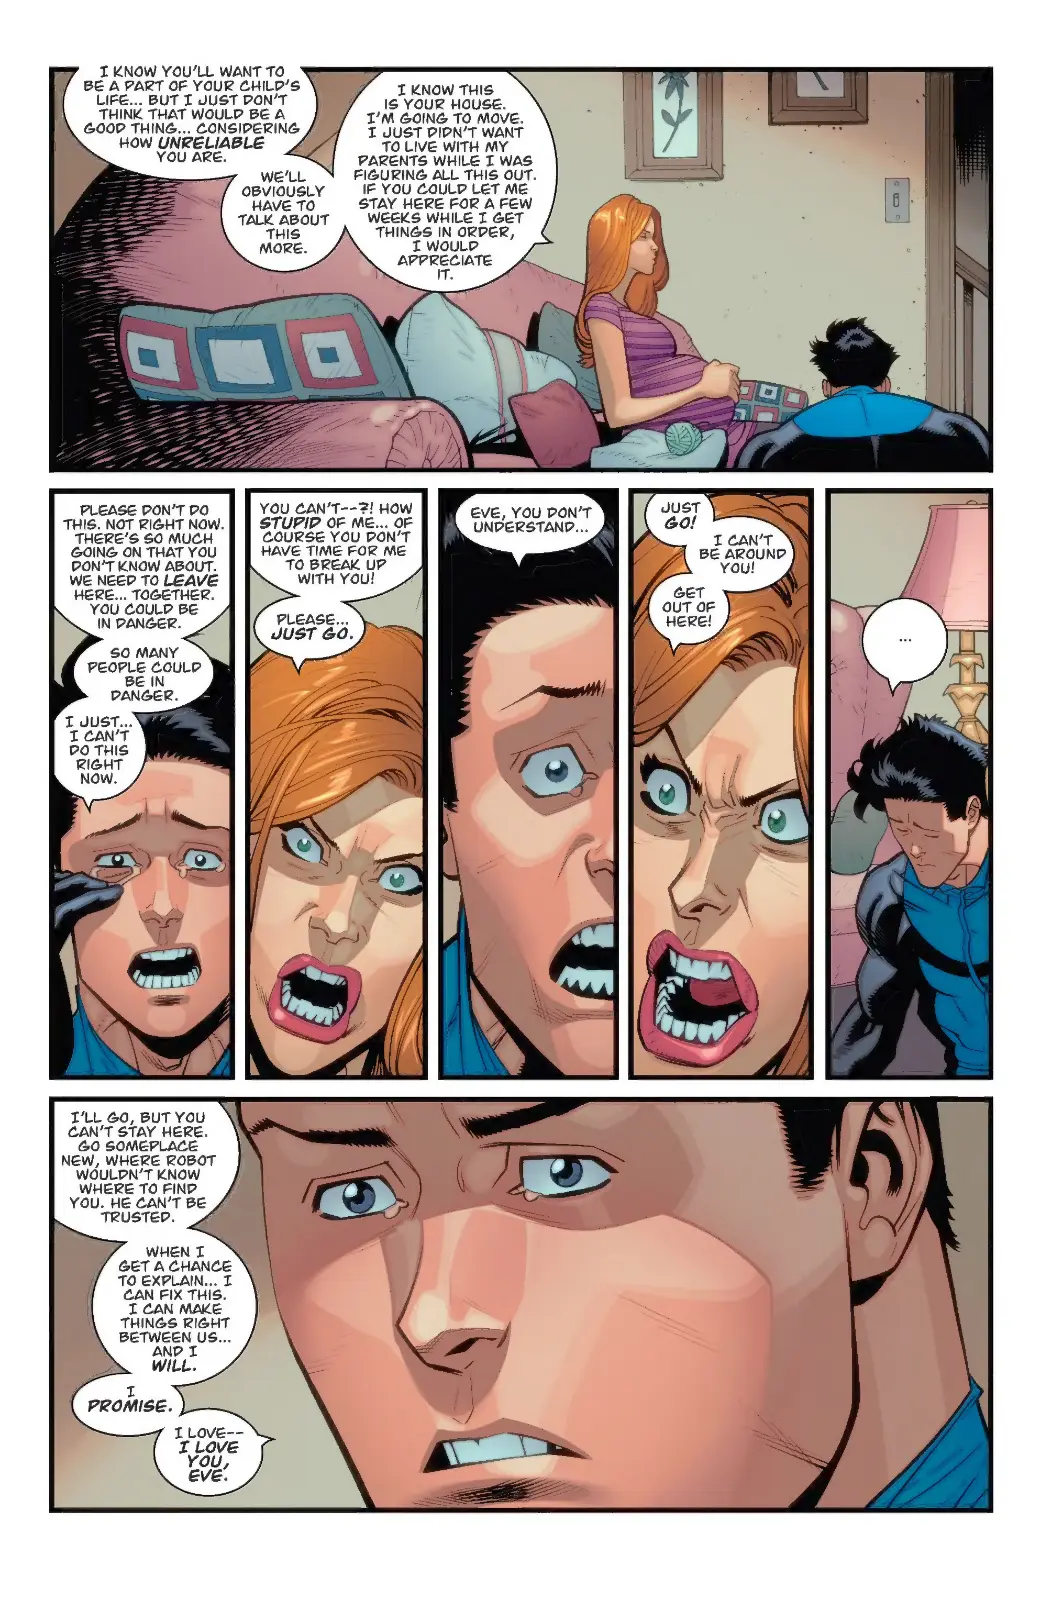 I KNOW YOU'LL WANT TO
BE A PART OF YOUR CHILD'S
LIFE... BUT I JUST DON'T
THINK THAT WOULD BE A
GOOD THING... CONSIDERING
HOW UNRELIABLE
YOU ARE.
WE'LL
OBVIOUSLY
HAVE TO
TALK ABOUT
THIS
MORE.
I KNOW THIS
IS YOUR HOUSE.
I'M GOING TO MOVE.
I JUST DIDN'T WANT
TO LIVE WITH MY
PARENTS WHILE I WAS
FIGURING ALL THIS OUT.
IF YOU COULD LET ME
STAY HERE FOR A FEW
WEEKS WHILE I GET
THINGS IN ORDER,
I WOULD
APPRECIATE
IT.
PLEASE DON'T DO
THIS. NOT RIGHT NOW.
THERE'S SO MUCH
GOING ON THAT YOU
DON'T KNOW ABOUT.
WE NEED TO LEAVE
HERE... TOGETHER.
YOU COULD BE
IN DANGER.
SO MANY
PEOPLE COULD
BE IN
DANGER.
I JUST...
I CAN'T
DO THIS
RIGHT
NOW.
YOU CAN'T--?! HOW
STUPID OF ME... OF
COURSE YOU DON'T
HAVE TIME FOR ME
TO BREAK UP
WITH YOU!
PLEASE...
JUST GO.
EVE, YOU DON'T
UNDERSTAND...
JUST
GO!
I CAN'T
BE AROUND
YOU!
GET
OUT OF
HERE!
...
I'LL GO, BUT YOU
CAN'T STAY HERE.
GO SOMEPLACE
NEW, WHERE ROBOT
WOULDN'T KNOW
WHERE TO FIND
YOU. HE CAN'T BE
TRUSTED.
WHEN I
GET A CHANCE
TO EXPLAIN... I
CAN FIX THIS.
I CAN MAKE
THINGS RIGHT
BETWEEN US...
AND I
WILL.
I
PROMISE.
I LOVE--
I LOVE
YOU,
EVE.